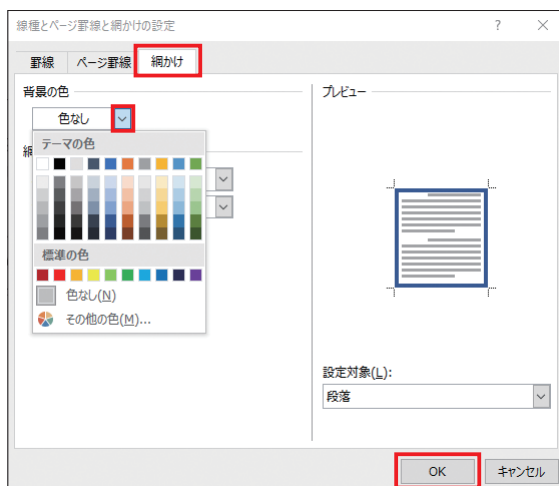 線種とページ罫線と網かけの設定
? ×
罫線 ページ罫線 網かけ
背景の色
色なし
テーマの色
網
標準の色
色なし(N)
その他の色(M)...
プレビュー
設定対象(L):
段落
OK キャンセル